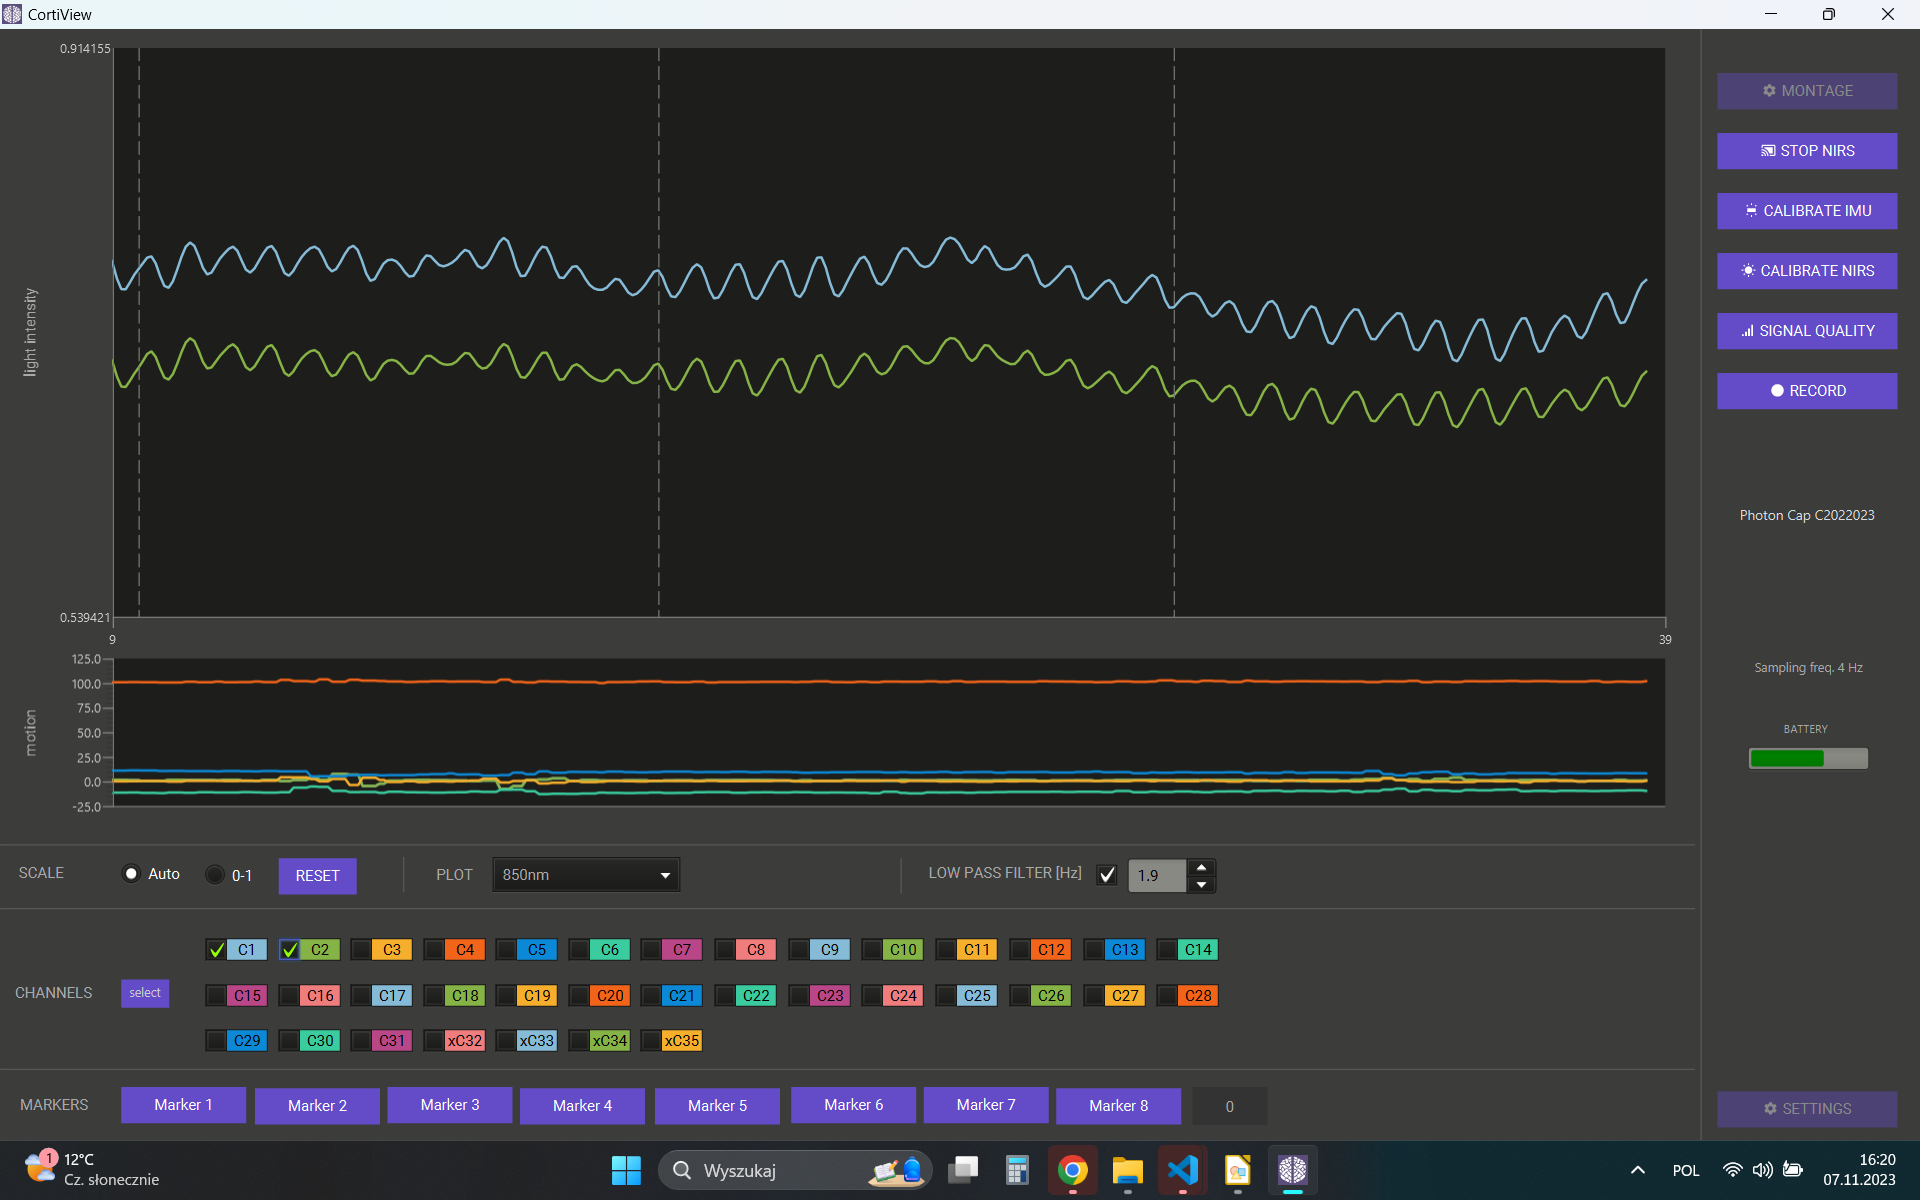 CortiView
0.914155
light intensity
0.539421
9
39
125.0
100.0
75.0
50.0
25.0
0.0
-25.0
motion
MONTAGE
STOP NIRS
CALIBRATE IMU
CALIBRATE NIRS
SIGNAL QUALITY
RECORD
Photon Cap C2022023
Sampling freq. 4 Hz
BATTERY
SCALE Auto 0-1 RESET PLOT 850nm LOW PASS FILTER [Hz] 1.9
C1 C2 C3 C4 C5 C6 C7 C8 C9 C10 C11 C12 C13 C14
CHANNELS select C15 C16 C17 C18 C19 C20 C21 C22 C23 C24 C25 C26 C27 C28
C29 C30 C31 xC32 xC33 xC34 xC35
MARKERS Marker 1 Marker 2 Marker 3 Marker 4 Marker 5 Marker 6 Marker 7 Marker 8 0
SETTINGS
1 12°C
Cz. słonecznie
Wyszukaj
POL
16:20
07.11.2023